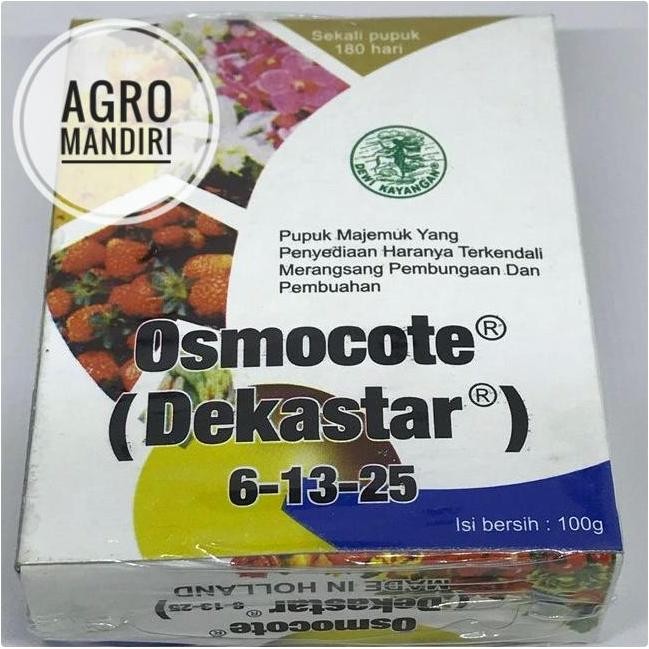 AGRO
MANDIRI
Sekali pupuk
180 hari
DEWI KAYANGAN®
Pupuk Majemuk Yang
Penyediaan Haranya Terkendali
Merangsang Pembungaan Dan
Pembuahan
Osmocote®
(Dekastar®)
6-13-25
Isi bersih : 100g
MADE IN HOLLAND
(Dekastar® 6-13-25)
Osmocote®